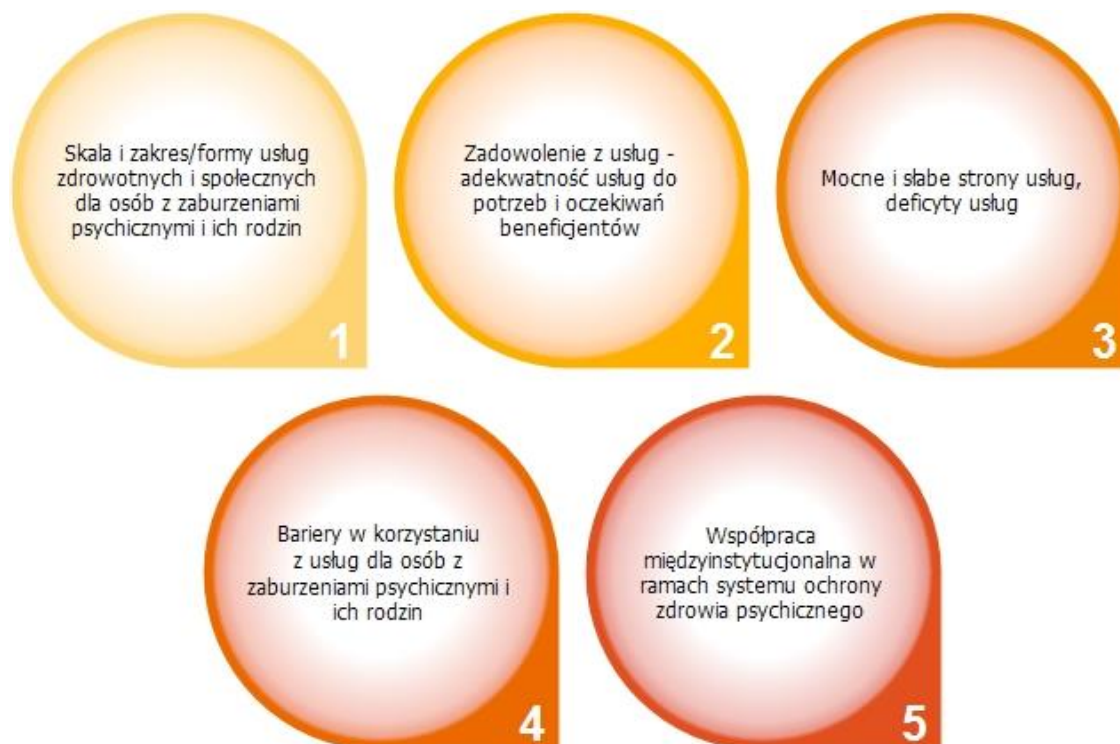 Skala i zakres/formy usług
zdrowotnych i społecznych
dla osób z zaburzeniami
psychicznymi i ich rodzin
1
Zadowolenie z usług -
adekwatność usług do
potrzeb i oczekiwań
beneficjentów
2
Mocne i słabe strony usług,
deficyty usług
3
Bariery w korzystaniu
z usług dla osób z
zaburzeniami psychicznymi i
ich rodzin
4
Współpraca
międzyinstytucjonalna w
ramach systemu ochrony
zdrowia psychicznego
5